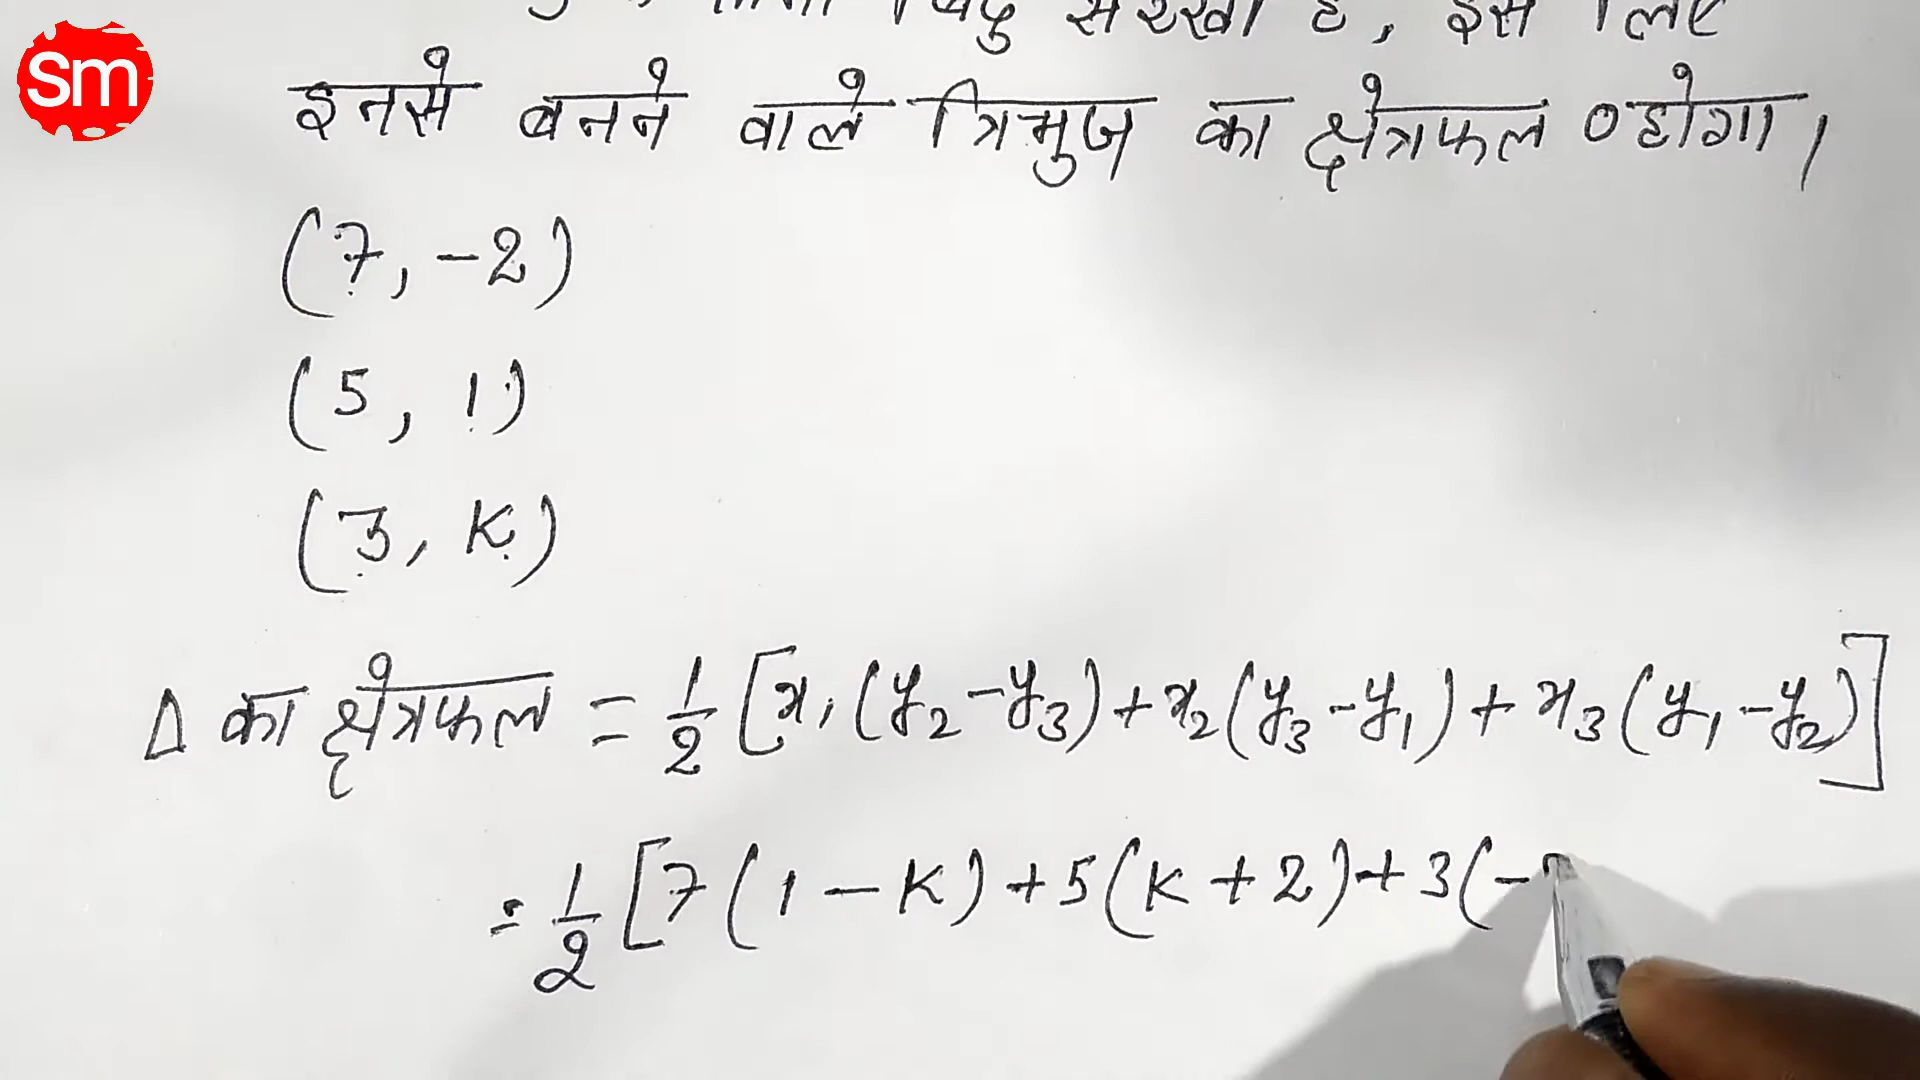 Sm
बिंदु संरेखी है, इस लिए
इनसे बनने वाले त्रिभुज का क्षेत्रफल 0 होगा।
(7, -2)
(5, 1)
(3, K)
Δ का क्षेत्रफल = 1/2 [x₁(y₂-y₃)+x₂(y₃-y₁)+x₃(y₁-y₂)]
= 1/2 [7(1-K)+5(K+2)+3(-